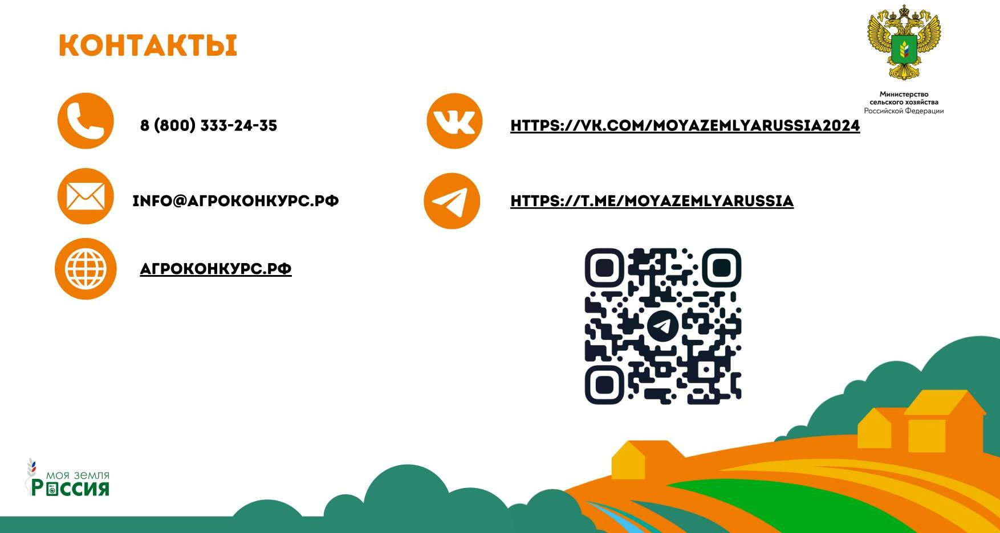 КОНТАКТЫ
Министерство
сельского хозяйства
Российской Федерации
8 (800) 333-24-35
HTTPS://VK.COM/MOYAZEMLYARUSSIA2024
INFO@АГРОКОНКУРС.РФ
HTTPS://T.ME/MOYAZEMLYARUSSIA
АГРОКОНКУРС.РФ
моя земля
Россия